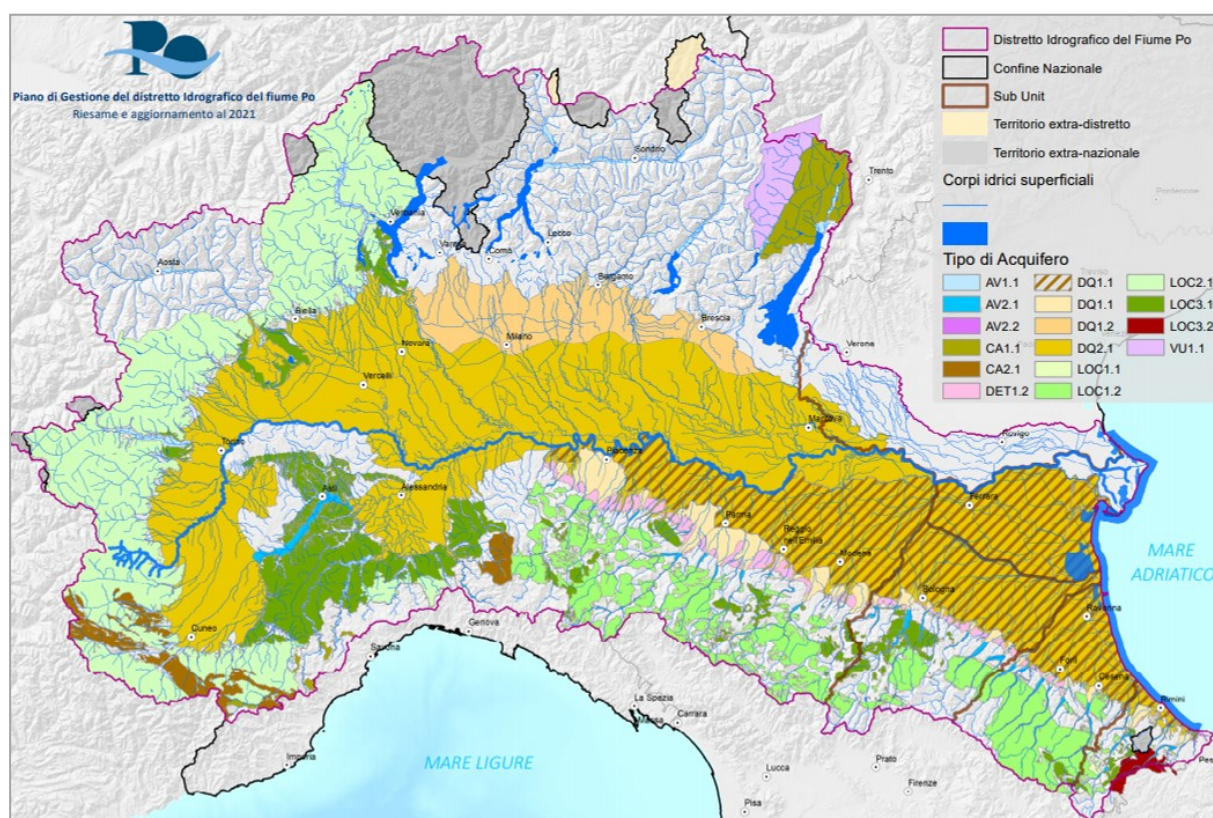 Po
Piano di Gestione del distretto Idrografico del fiume Po
Riesame e aggiornamento al 2021
Distretto Idrografico del Fiume Po
Confine Nazionale
Sub Unit
Territorio extra-distretto
Territorio extra-nazionale
Corpi idrici superficiali
Tipo di Acquifero
AV1.1
AV2.1
AV2.2
CA1.1
CA2.1
DET1.2
DQ1.1
DQ1.1
DQ1.2
DQ2.1
LOC1.1
LOC1.2
LOC2.1
LOC3.1
LOC3.2
VU1.1
Sondrio
Trento
Pordenone
Verbania
Lecco
Varese
Como
Aosta
Bergamo
Treviso
Biella
Brescia
Milano
Novara
Verona
Vercelli
Mantova
Rovigo
Torino
Piacenza
Asti
Alessandria
Ferrara
Parma
Reggio
nell'Emilia
Modena
MARE
ADRIATICO
Bologna
Ravenna
Cuneo
Genova
Savona
Forlì
Cesena
Rimini
La Spezia
Massa
Carrara
Imperia
MARE LIGURE
Lucca
Prato
Firenze
Pisa